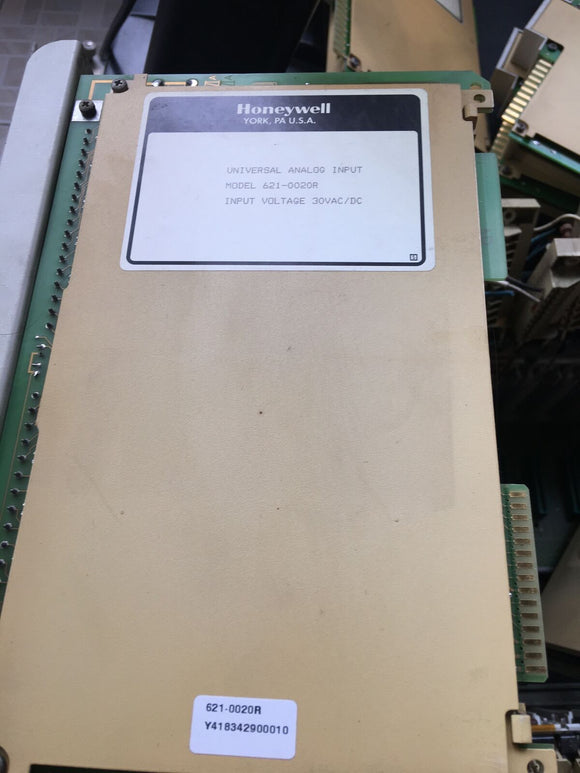 Honeywell
YORK, PA U.S.A.
UNIVERSAL ANALOG INPUT
MODEL 621-0020R
INPUT VOLTAGE 30VAC/DC
621-0020R
Y418342900010